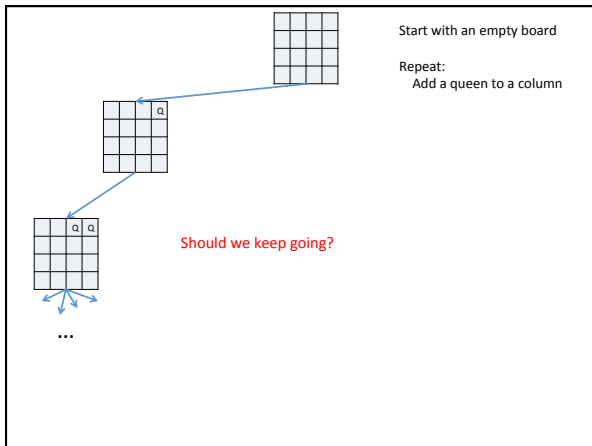 Start with an empty board
Repeat:
Add a queen to a column
Q
Q Q
Should we keep going?
...